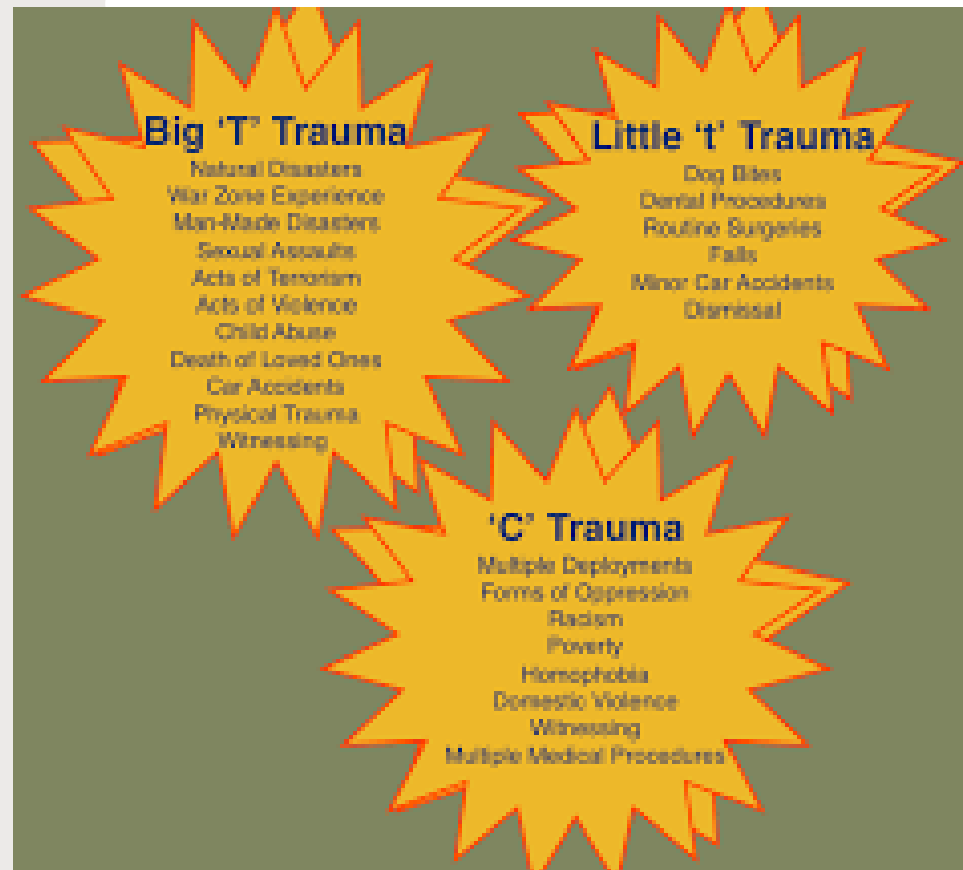 Big 'T' Trauma
Natural Disasters
War Zone Experience
Man-Made Disasters
Sexual Assaults
Acts of Terrorism
Acts of Violence
Child Abuse
Death of Loved Ones
Car Accidents
Physical Trauma
Witnessing
Little 't' Trauma
Dog Bites
Dental Procedures
Routine Surgeries
Falls
Minor Car Accidents
Dismissal
'C' Trauma
Multiple Deployments
Forms of Oppression
Racism
Poverty
Homophobia
Domestic Violence
Witnessing
Multiple Medical Procedures